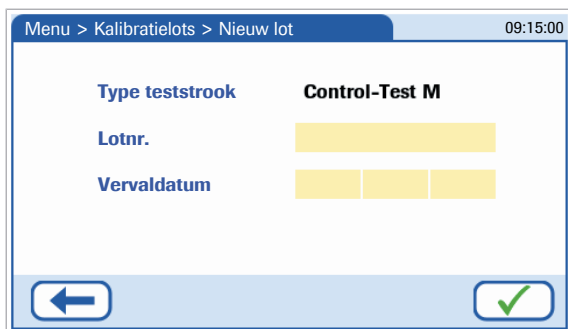 Menu > Kalibratielots > Nieuw lot 09:15:00
Type teststrook Control-Test M
Lotnr.
Vervaldatum